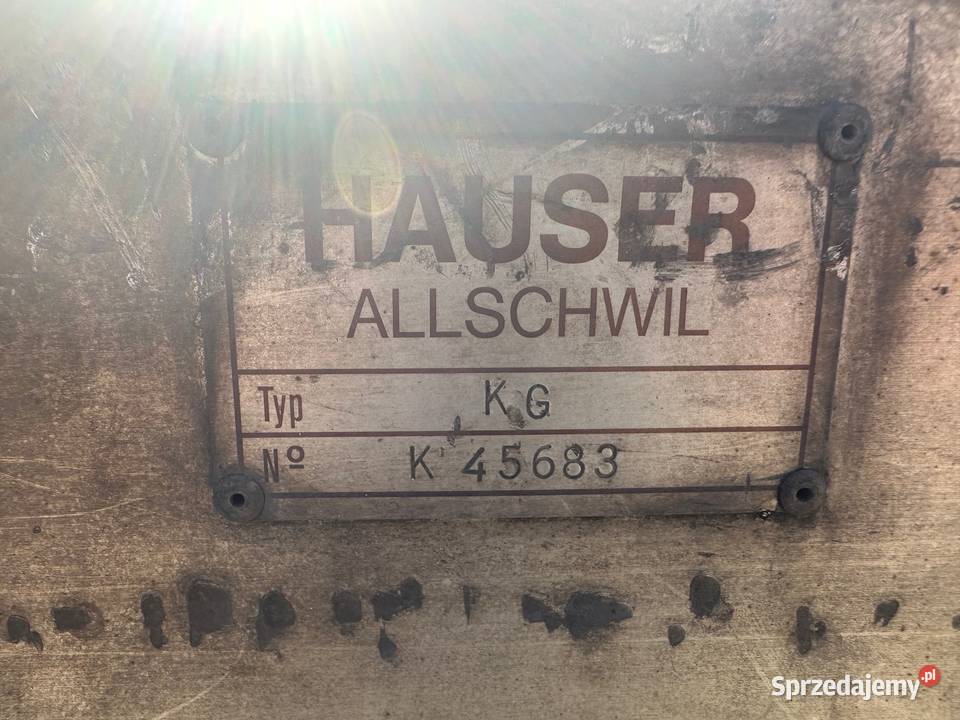 HAUSER
ALLSCHWIL
Typ KG
Nº K 45683
Sprzedajemy.pl